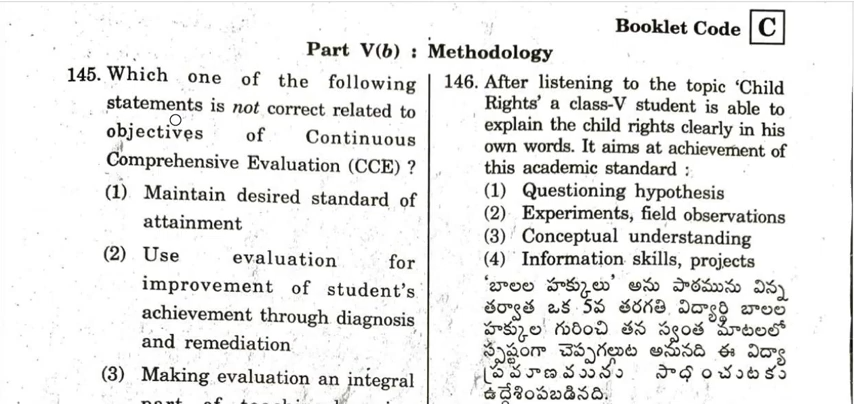 Booklet Code C
Part V(b) : Methodology
145. Which one of the following
statements is not correct related to
objectives of Continuous
Comprehensive Evaluation (CCE) ?
(1) Maintain desired standard of
attainment
(2) Use evaluation for
improvement of student's
achievement through diagnosis
and remediation
(3) Making evaluation an integral
146. After listening to the topic 'Child
Rights' a class-V student is able to
explain the child rights clearly in his
own words. It aims at achievement of
this academic standard :
(1) Questioning hypothesis
(2) Experiments, field observations
(3) Conceptual understanding
(4) Information skills, projects
'బాలల హక్కులు' అను పాఠమును విన్న
తర్వాత ఒక 5వ తరగతి విద్యార్థి బాలల
హక్కుల గురించి తన స్వంత మాటలలో
స్పష్టంగా చెప్పగల్గుట అనునది ఈ విద్యా
ప్రమాణమును సాధించుటకు
ఉద్దేశింపబడినది.